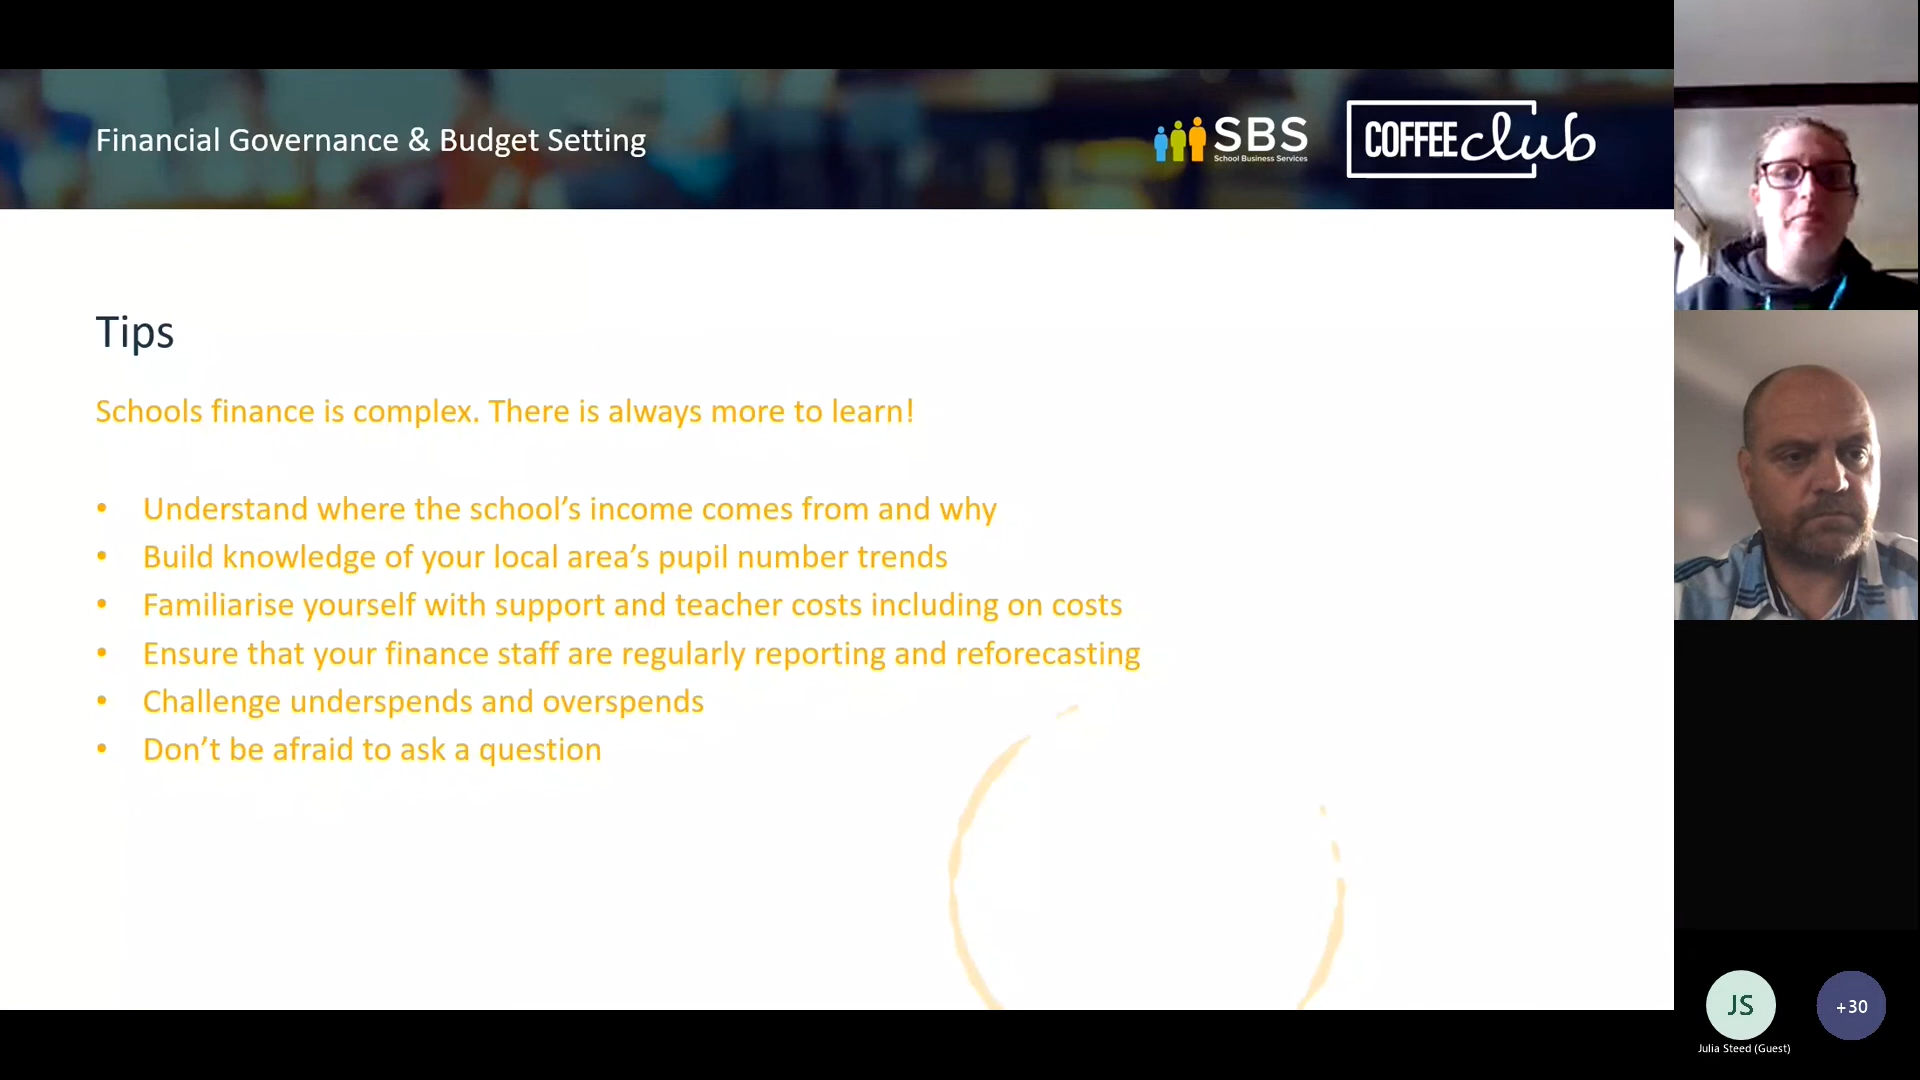 Financial Governance & Budget Setting
SBS
School Business Services
COFFEE club
Tips
Schools finance is complex. There is always more to learn!
• Understand where the school’s income comes from and why
• Build knowledge of your local area’s pupil number trends
• Familiarise yourself with support and teacher costs including on costs
• Ensure that your finance staff are regularly reporting and reforecasting
• Challenge underspends and overspends
• Don’t be afraid to ask a question
JS
+30
Julia Steed (Guest)